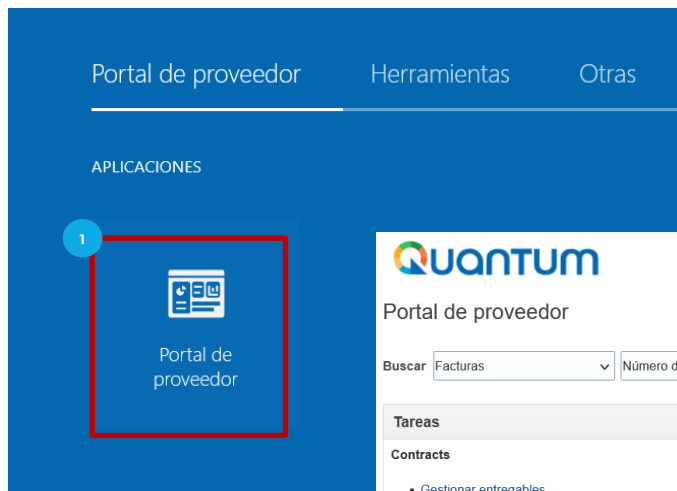 Portal de proveedor Herramientas Otras
APLICACIONES
1
Portal de
proveedor
QUANTUM
Portal de proveedor
Buscar Facturas Número d
Tareas
Contracts
Gestionar entregables